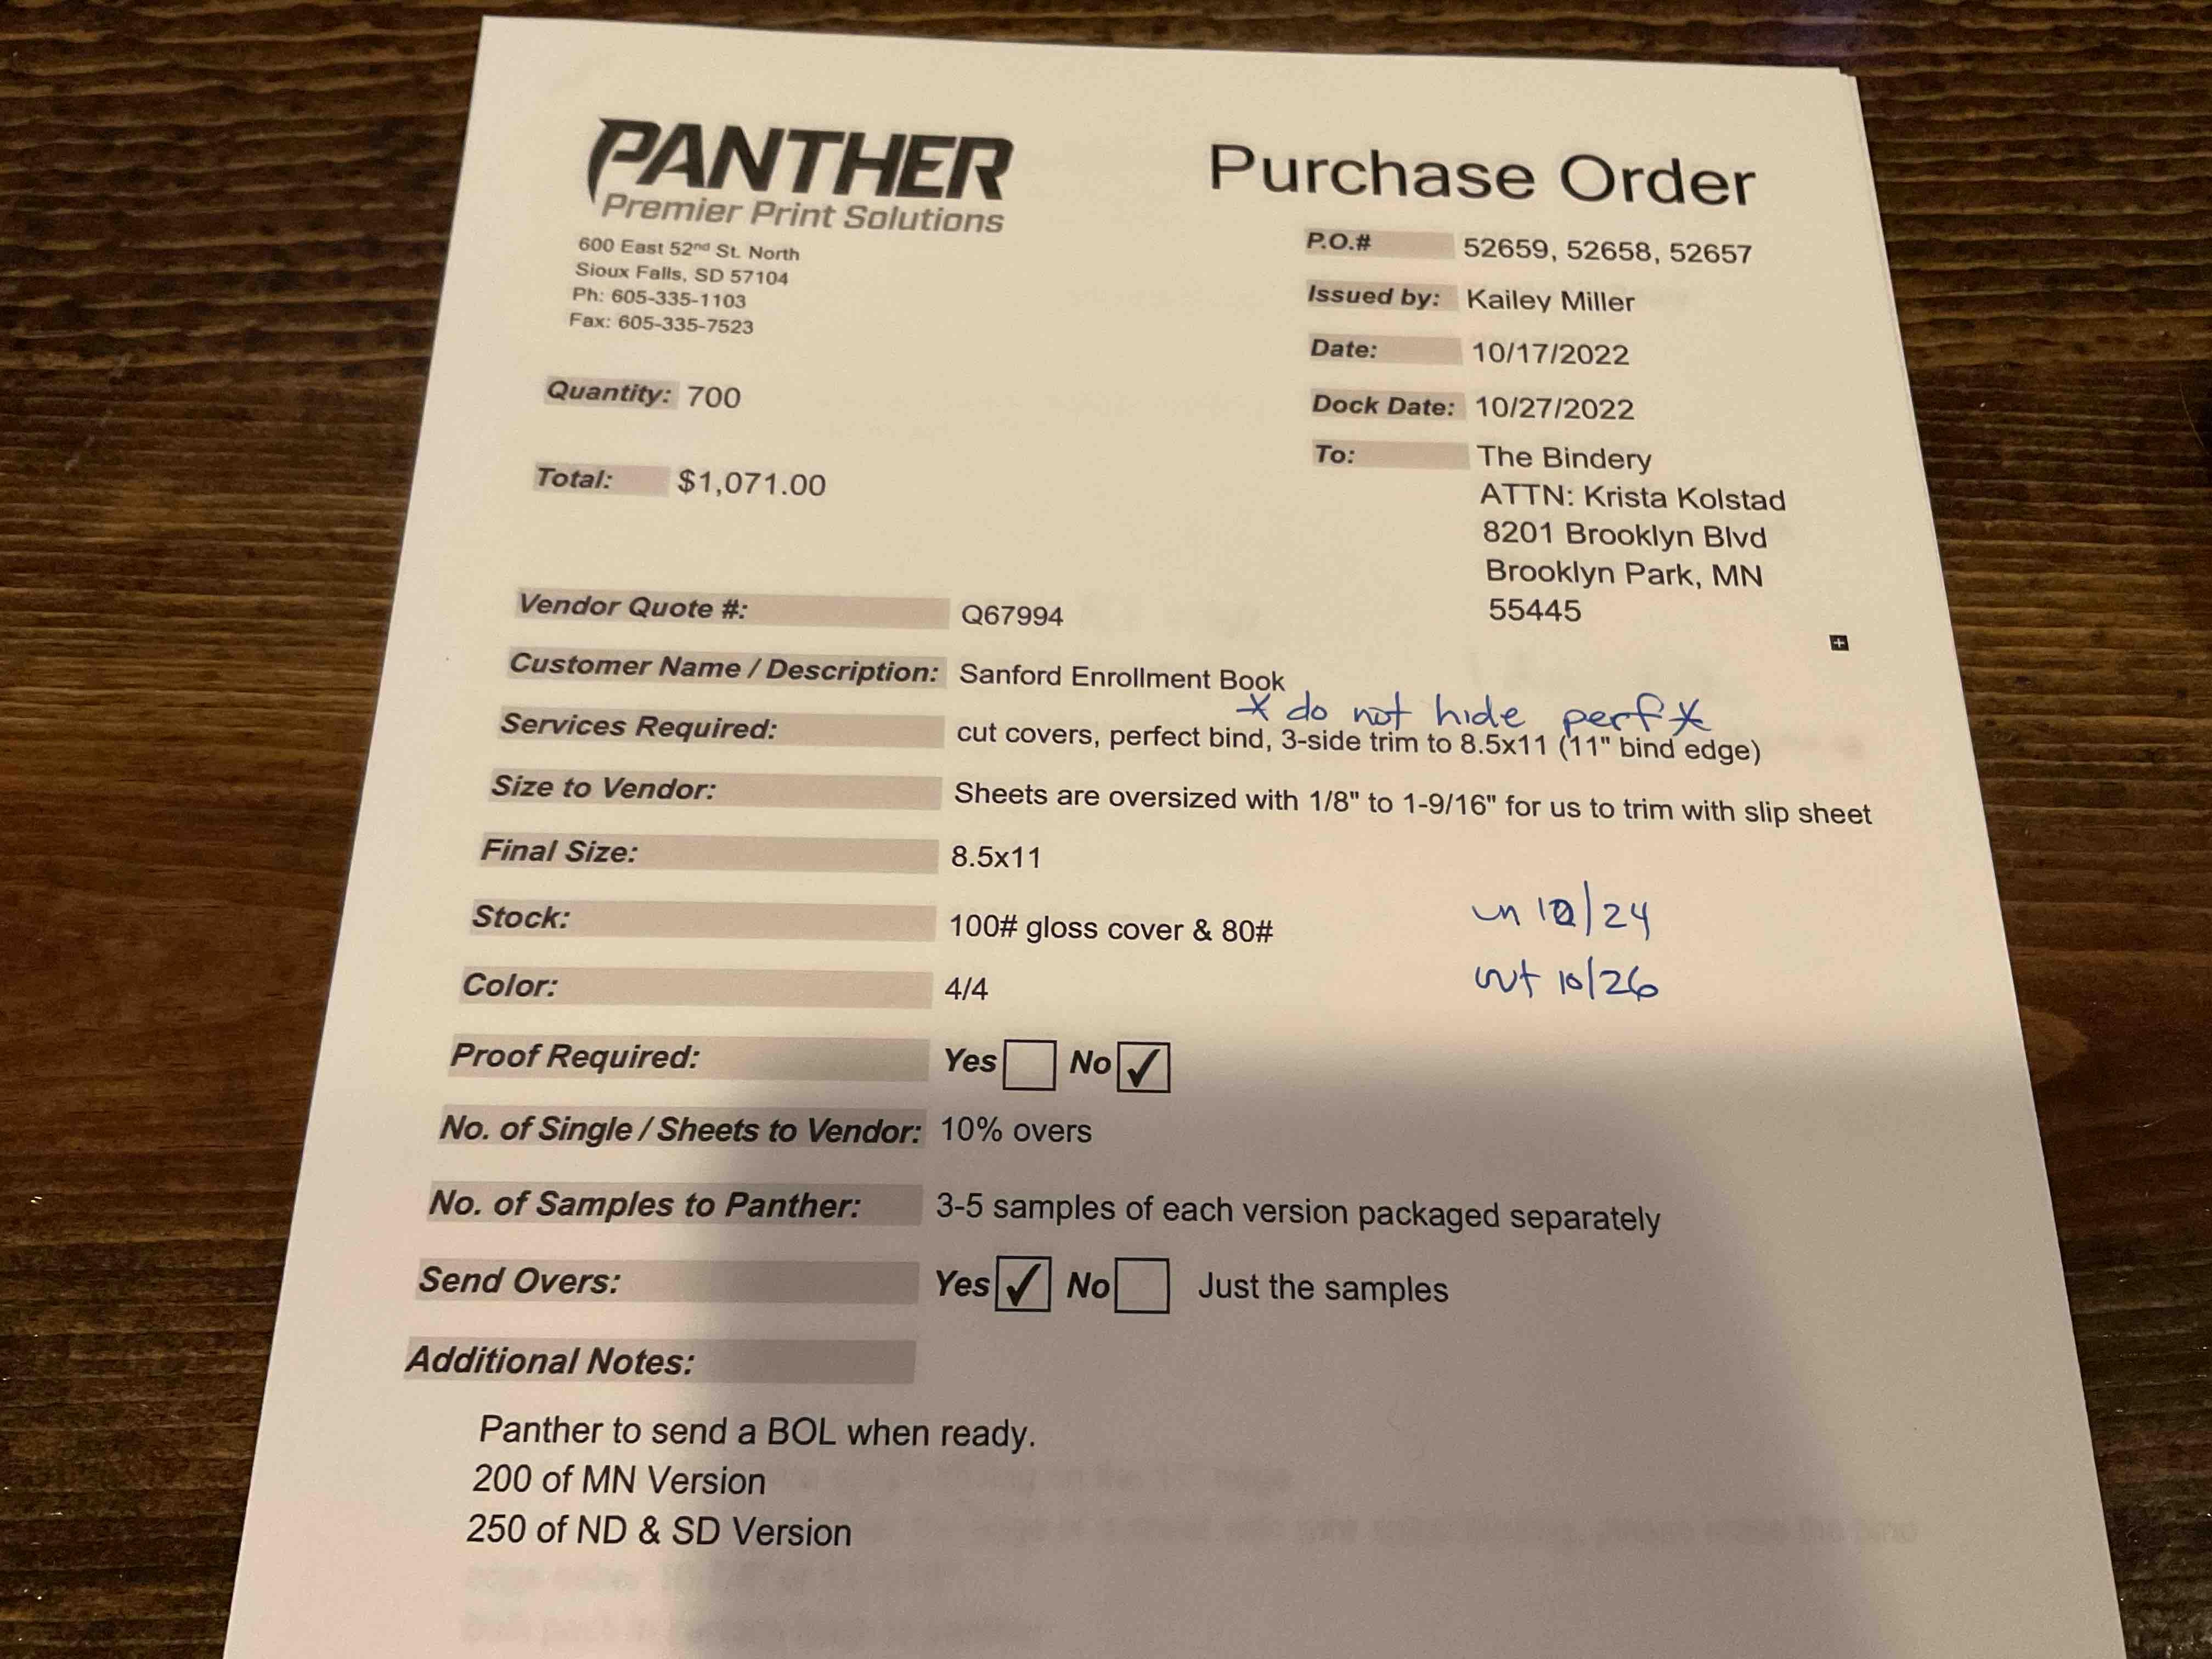 PANTHER
Premier Print Solutions
600 East 52nd St. North
Sioux Falls, SD 57104
Ph: 605-335-1103
Fax: 605-335-7523
Purchase Order
P.O.# 52659, 52658, 52657
Issued by: Kailey Miller
Date: 10/17/2022
Dock Date: 10/27/2022
To: The Bindery
ATTN: Krista Kolstad
8201 Brooklyn Blvd
Brooklyn Park, MN
55445
Quantity: 700
Total: $1,071.00
Vendor Quote #: Q67994
Customer Name / Description: Sanford Enrollment Book
* do not hide perf *
Services Required: cut covers, perfect bind, 3-side trim to 8.5x11 (11" bind edge)
Size to Vendor: Sheets are oversized with 1/8" to 1-9/16" for us to trim with slip sheet
Final Size: 8.5x11
Stock: 100# gloss cover & 80#
in 10/24
Color: 4/4
out 10/26
Proof Required: Yes No ✓
No. of Single / Sheets to Vendor: 10% overs
No. of Samples to Panther: 3-5 samples of each version packaged separately
Send Overs: Yes ✓ No Just the samples
Additional Notes:
Panther to send a BOL when ready.
200 of MN Version
250 of ND & SD Version